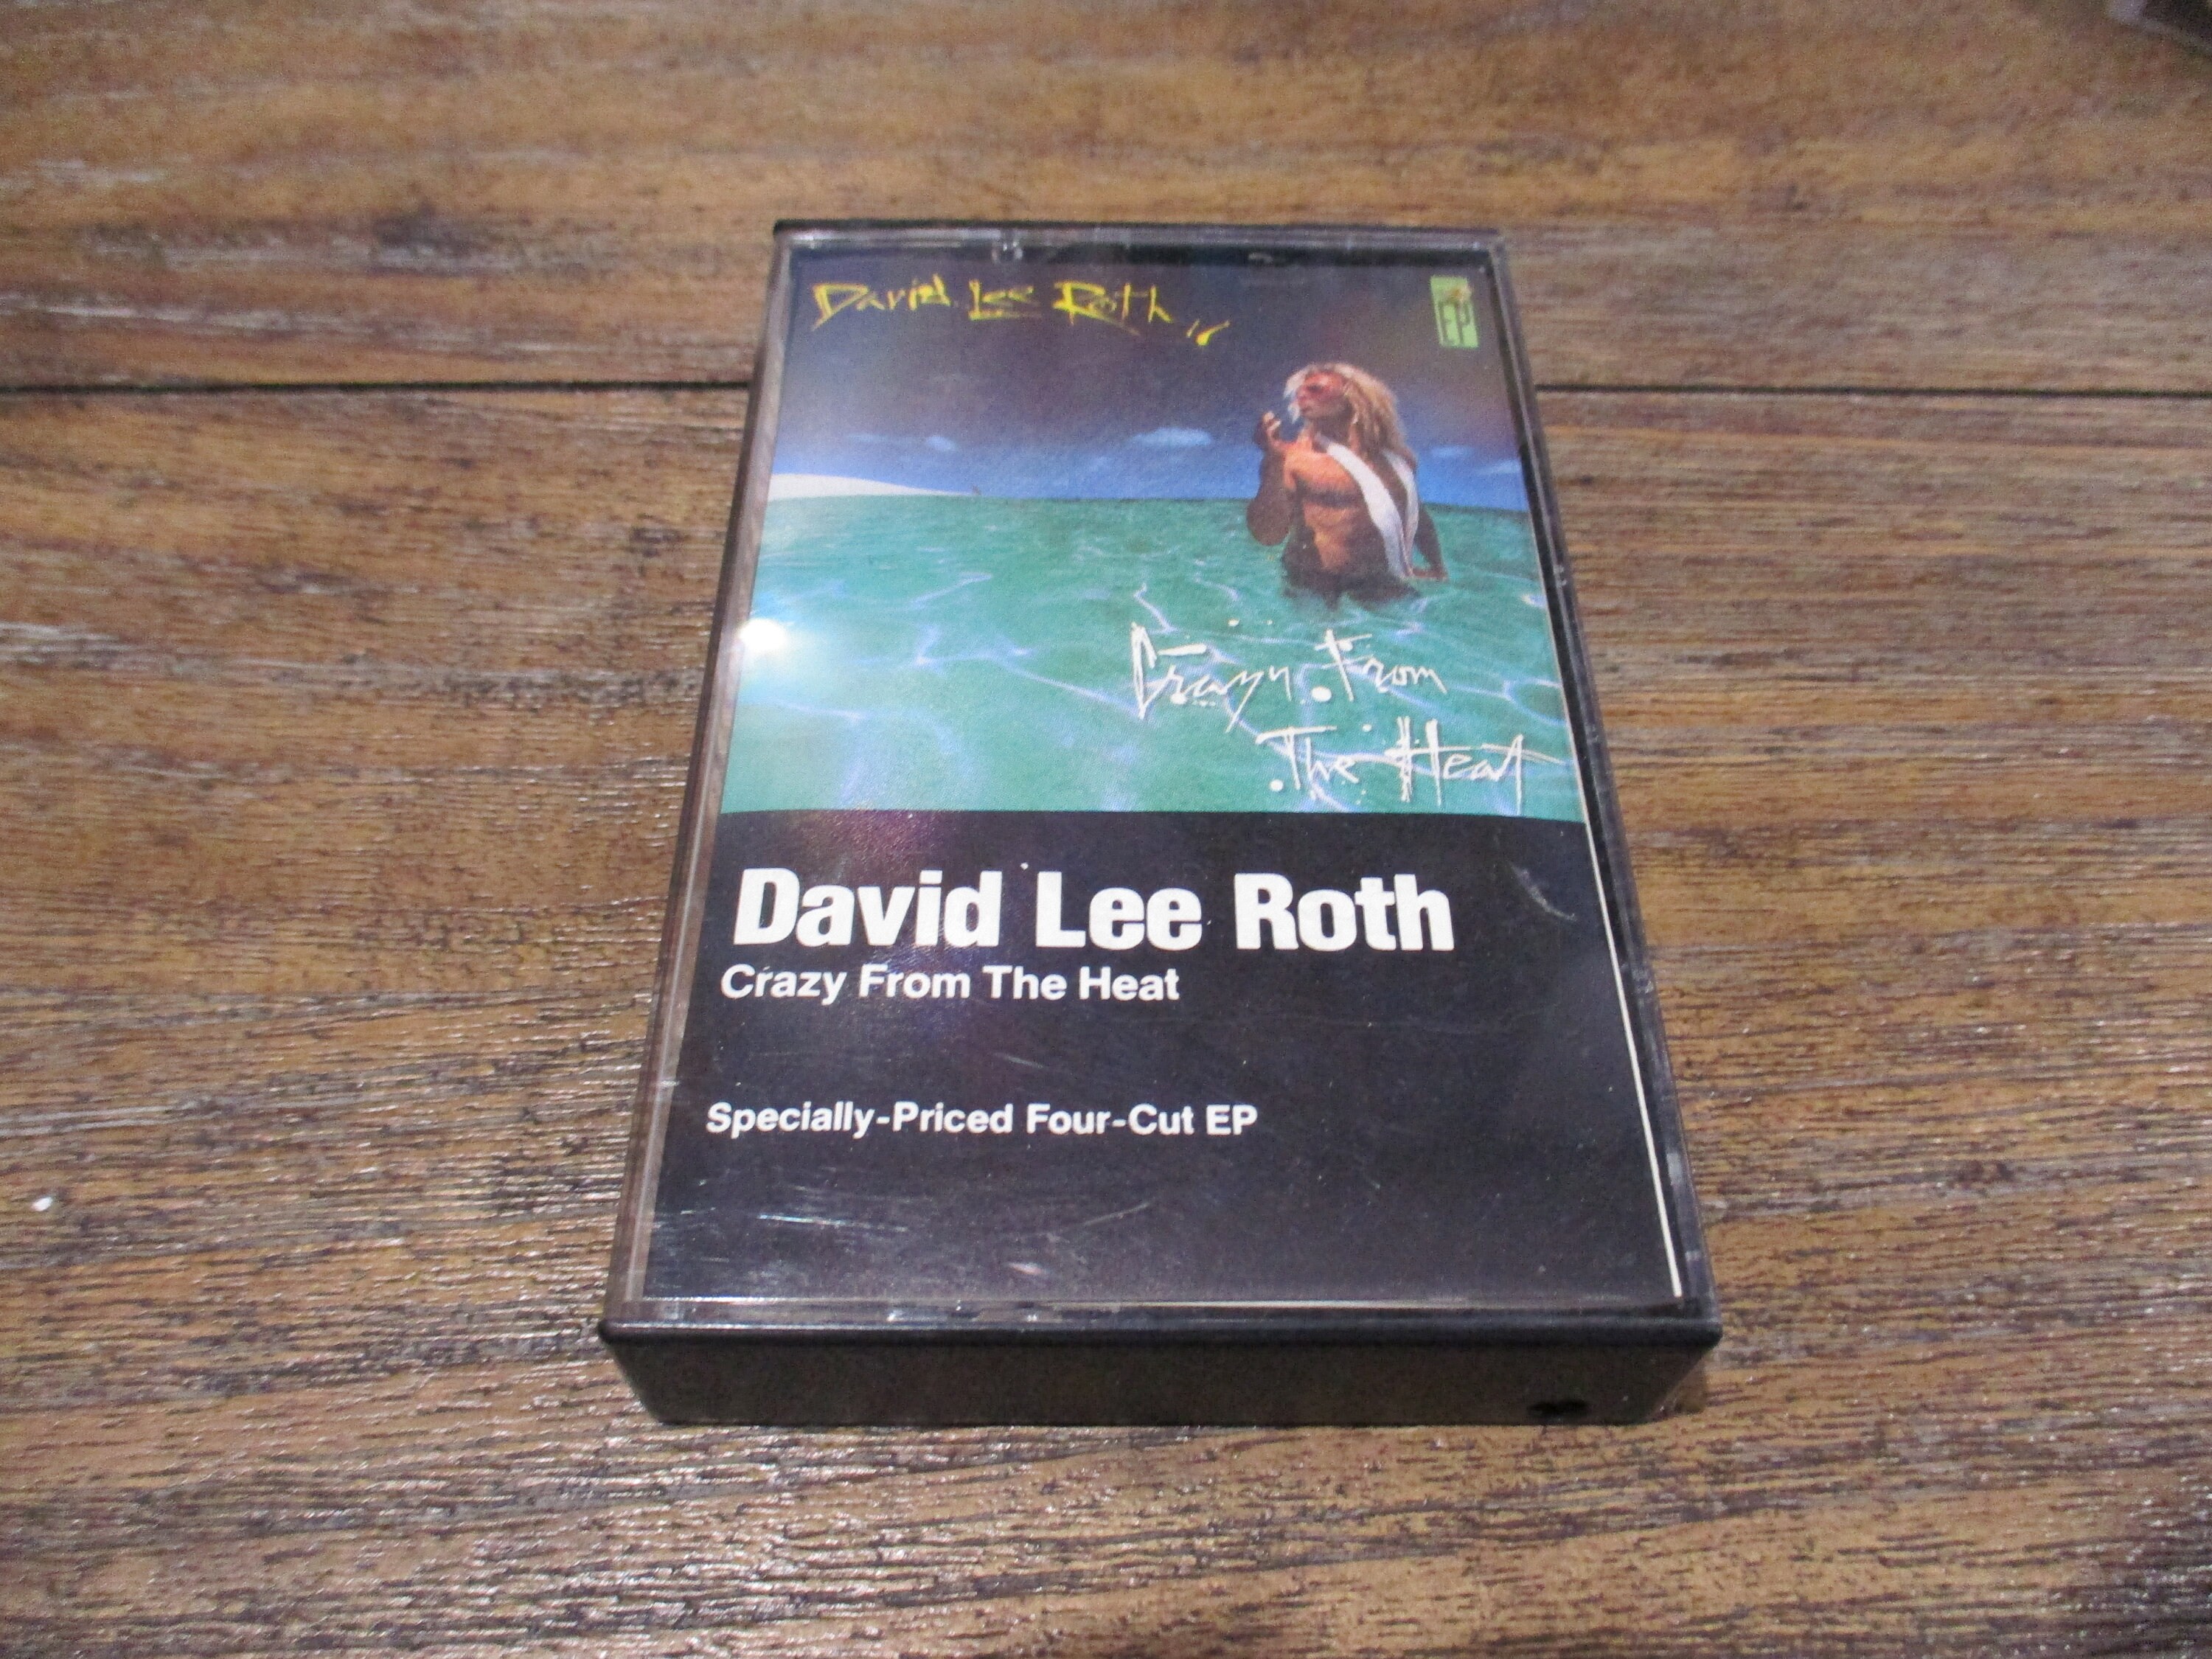 David Lee Roth
EP
Crazy From
The Heat
David Lee Roth
Crazy From The Heat
Specially-Priced Four-Cut EP